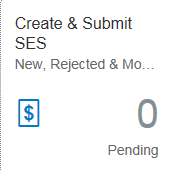 Create & Submit
SES
New, Rejected & Mo...
$
0
Pending